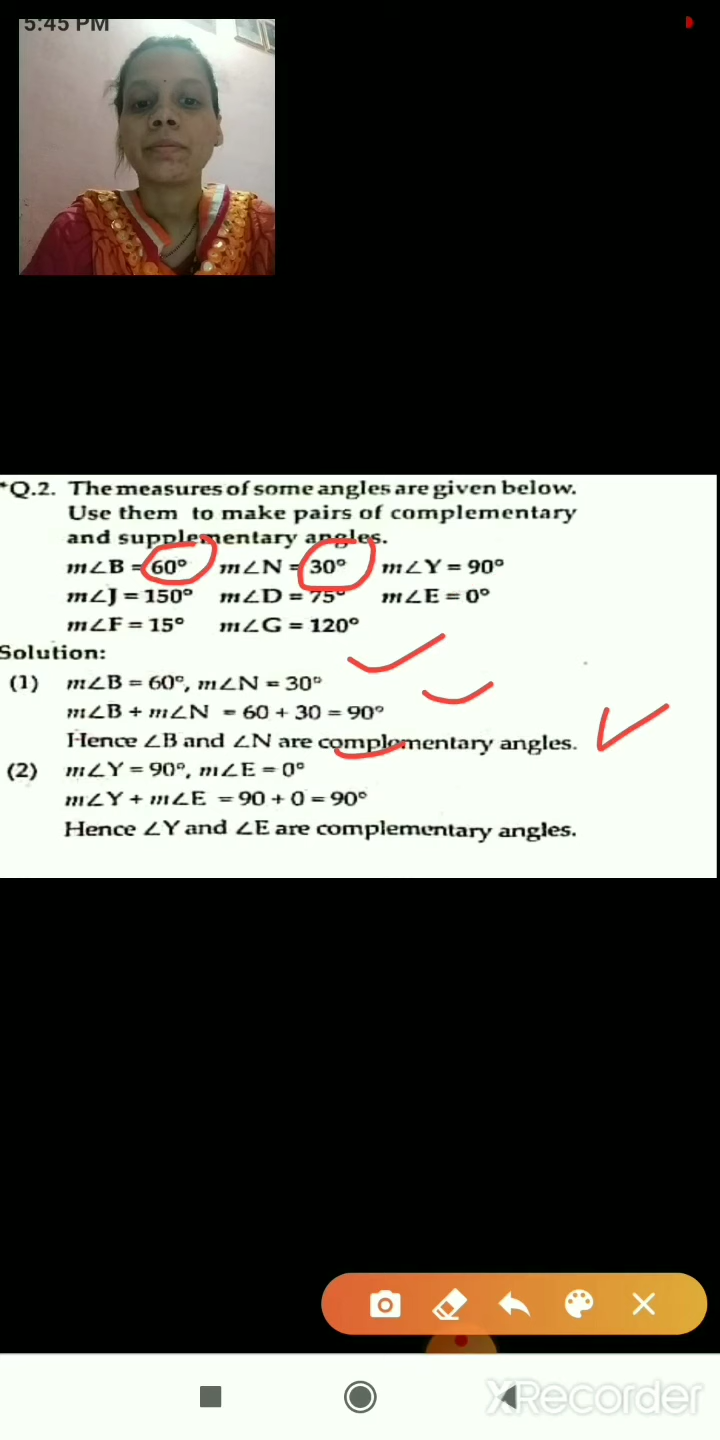 5:45 PM
*Q.2. The measures of some angles are given below.
Use them to make pairs of complementary
and supplementary angles.
m∠B = 60° m∠N = 30° m∠Y = 90°
m∠J = 150° m∠D = 75° m∠E = 0°
m∠F = 15° m∠G = 120°
Solution:
(1) m∠B = 60°, m∠N = 30°
m∠B + m∠N = 60 + 30 = 90°
Hence ∠B and ∠N are complementary angles.
(2) m∠Y = 90°, m∠E = 0°
m∠Y + m∠E = 90 + 0 = 90°
Hence ∠Y and ∠E are complementary angles.
XRecorder